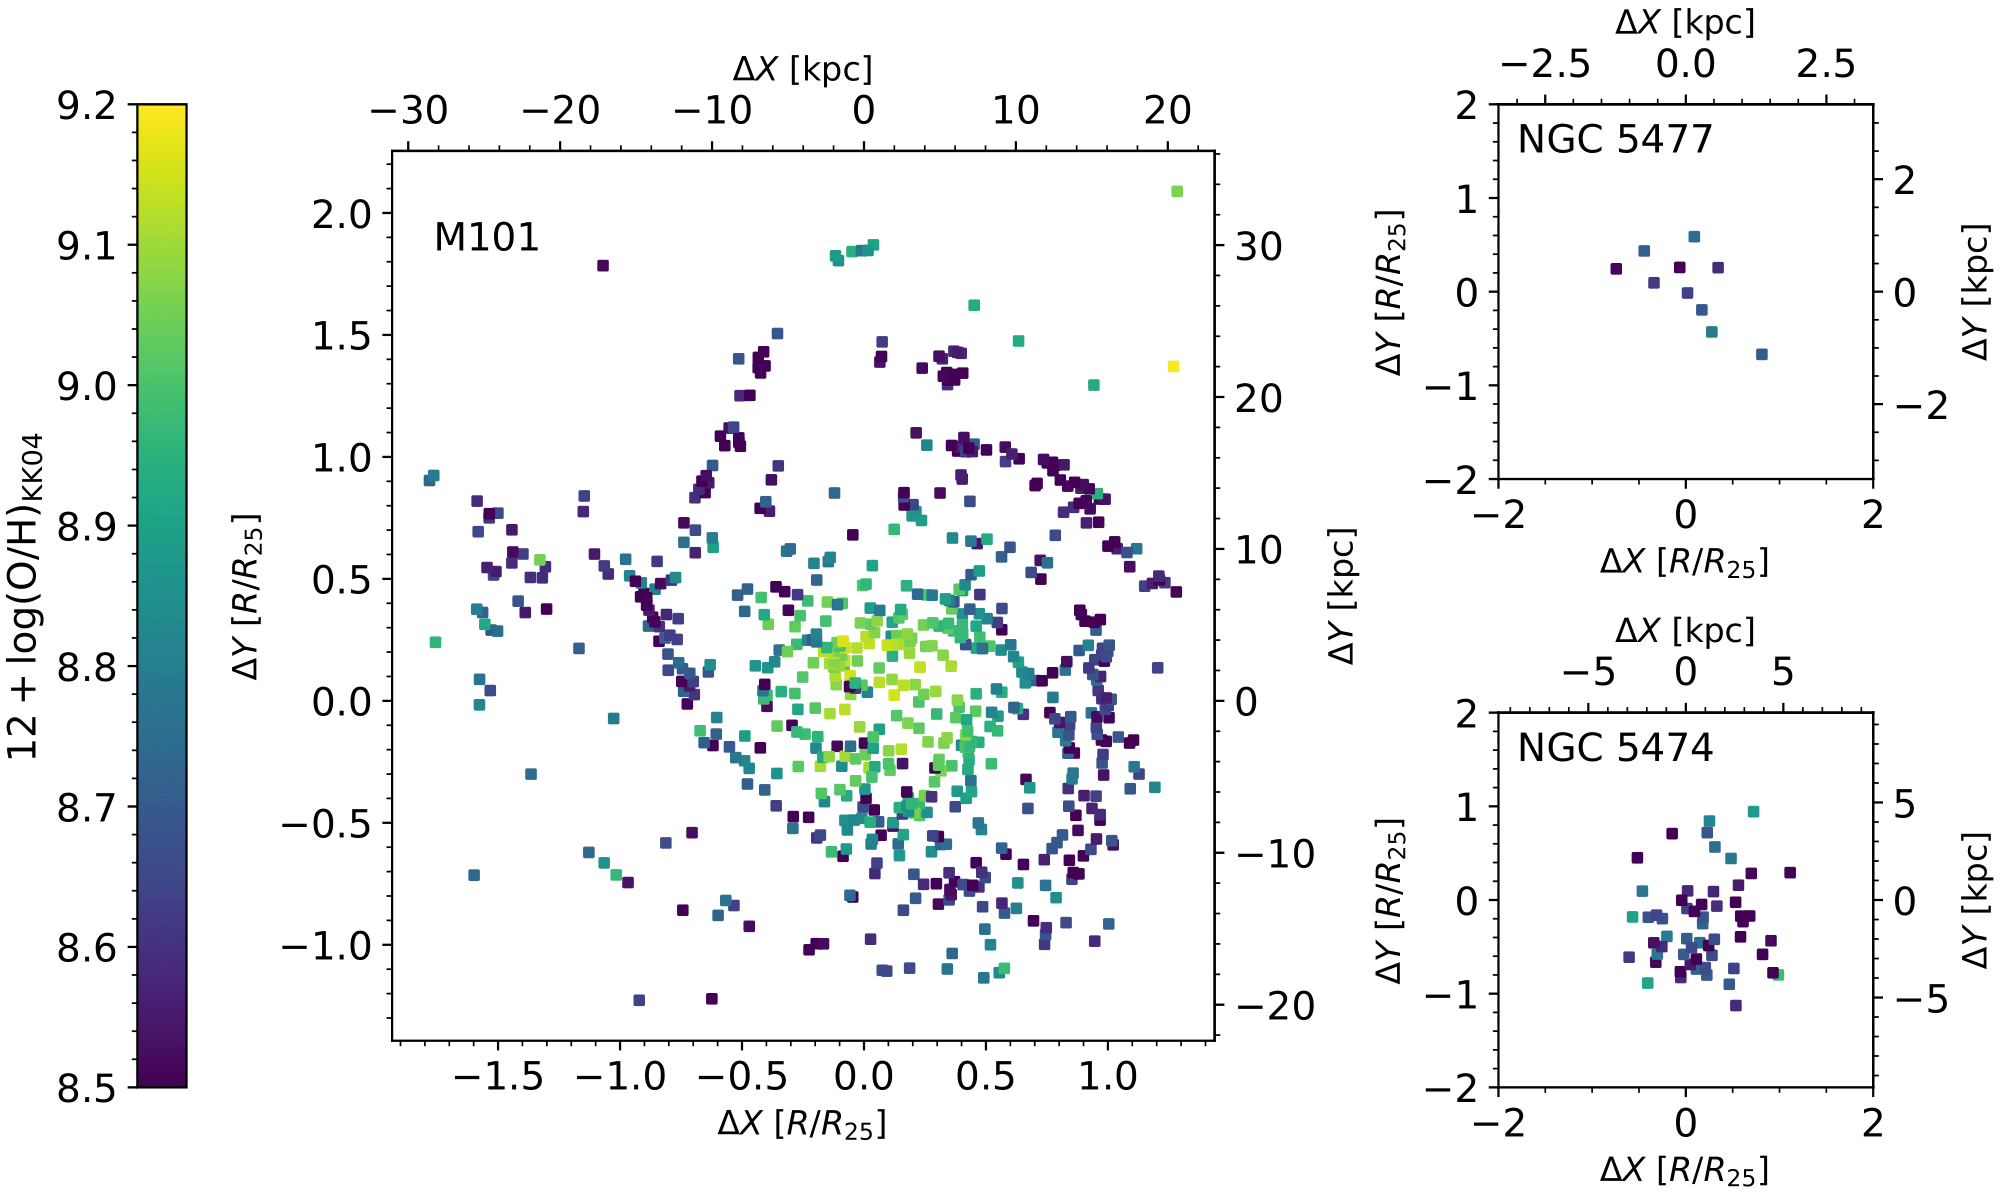 12 + log(O/H)KK04
9.2
9.1
9.0
8.9
8.8
8.7
8.6
8.5
ΔX [kpc]
−30 −20 −10 0 10 20
M101
ΔY [R/R25]
2.0
1.5
1.0
0.5
0.0
−0.5
−1.0
30
20
10
0
−10
−20
ΔY [kpc]
−1.5 −1.0 −0.5 0.0 0.5 1.0
ΔX [R/R25]
ΔX [kpc]
−2.5 0.0 2.5
NGC 5477
ΔY [R/R25]
2
1
0
−1
−2
2
0
−2
ΔY [kpc]
−2 0 2
ΔX [R/R25]
ΔX [kpc]
−5 0 5
NGC 5474
ΔY [R/R25]
2
1
0
−1
−2
5
0
−5
ΔY [kpc]
−2 0 2
ΔX [R/R25]